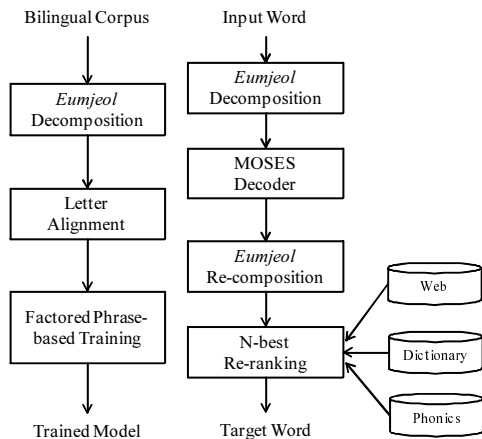 Bilingual Corpus
Eumjeol
Decomposition
Letter
Alignment
Factored Phrase-
based Training
Trained Model
Input Word
Eumjeol
Decomposition
MOSES
Decoder
Eumjeol
Re-composition
N-best
Re-ranking
Target Word
Web
Dictionary
Phonics